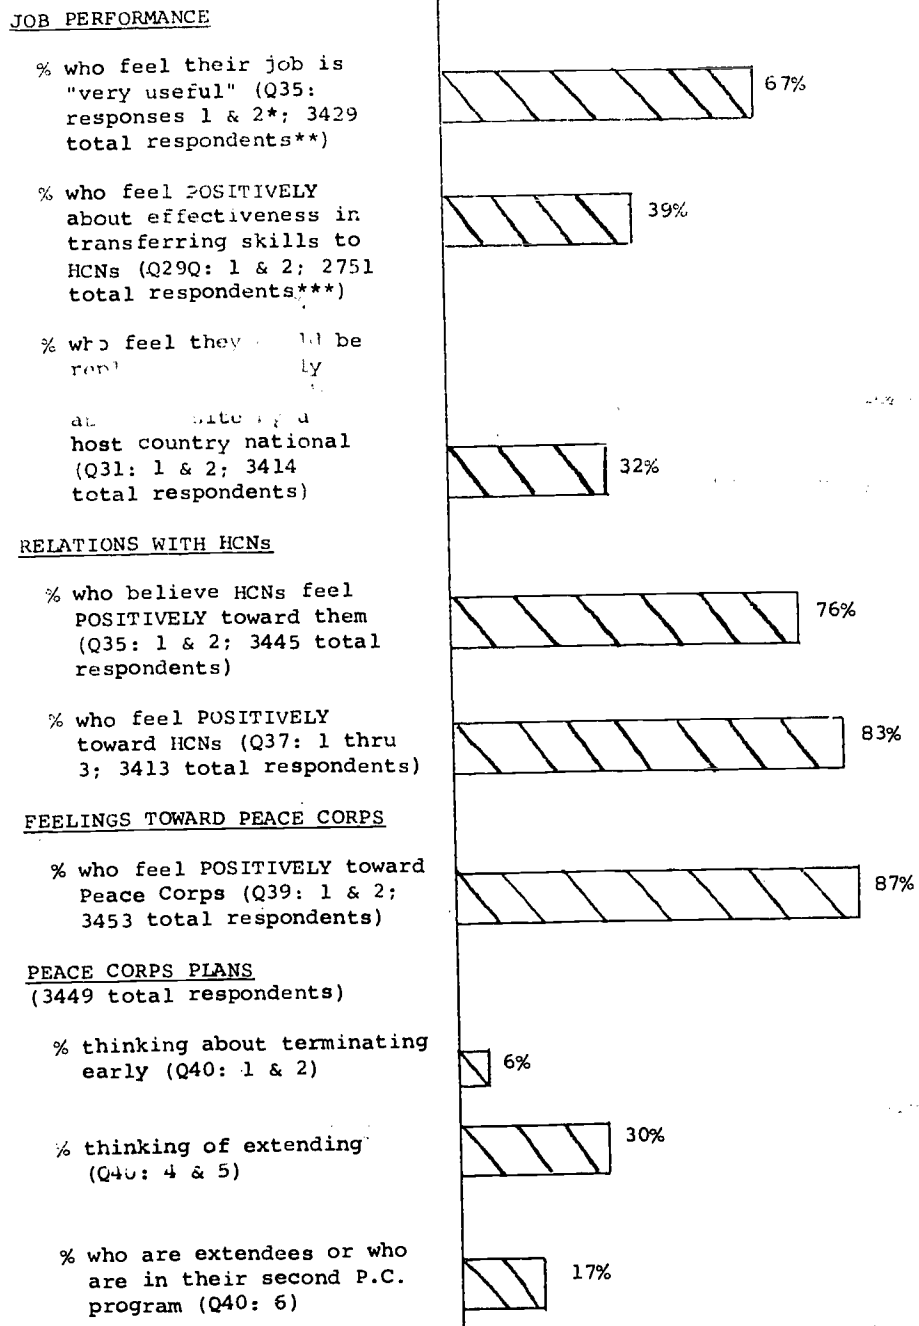 JOB PERFORMANCE
% who feel their job is
"very useful" (Q35:
responses 1 & 2*; 3429
total respondents**)
67%
% who feel POSITIVELY
about effectiveness in
transferring skills to
HCNs (Q29Q: 1 & 2; 2751
total respondents***)
39%
% who feel they be
host country national
(Q31: 1 & 2; 3414
total respondents)
32%
RELATIONS WITH HCNs
% who believe HCNs feel
POSITIVELY toward them
(Q35: 1 & 2; 3445 total
respondents)
76%
% who feel POSITIVELY
toward HCNs (Q37: 1 thru
3; 3413 total respondents)
83%
FEELINGS TOWARD PEACE CORPS
% who feel POSITIVELY toward
Peace Corps (Q39: 1 & 2;
3453 total respondents)
87%
PEACE CORPS PLANS
(3449 total respondents)
% thinking about terminating
early (Q40: 1 & 2)
6%
% thinking of extending
(Q40: 4 & 5)
30%
% who are extendees or who
are in their second P.C.
program (Q40: 6)
17%